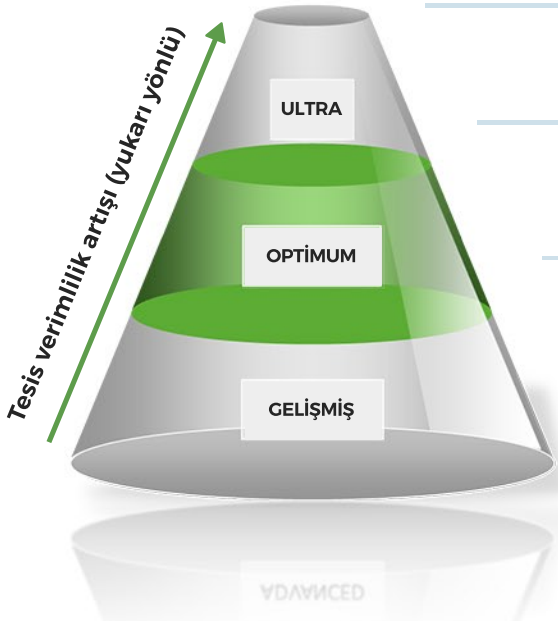 Tesis verimlilik artışı (yukarı yönlü)
ULTRA
OPTİMUM
GELİŞMİŞ
ADVANCED